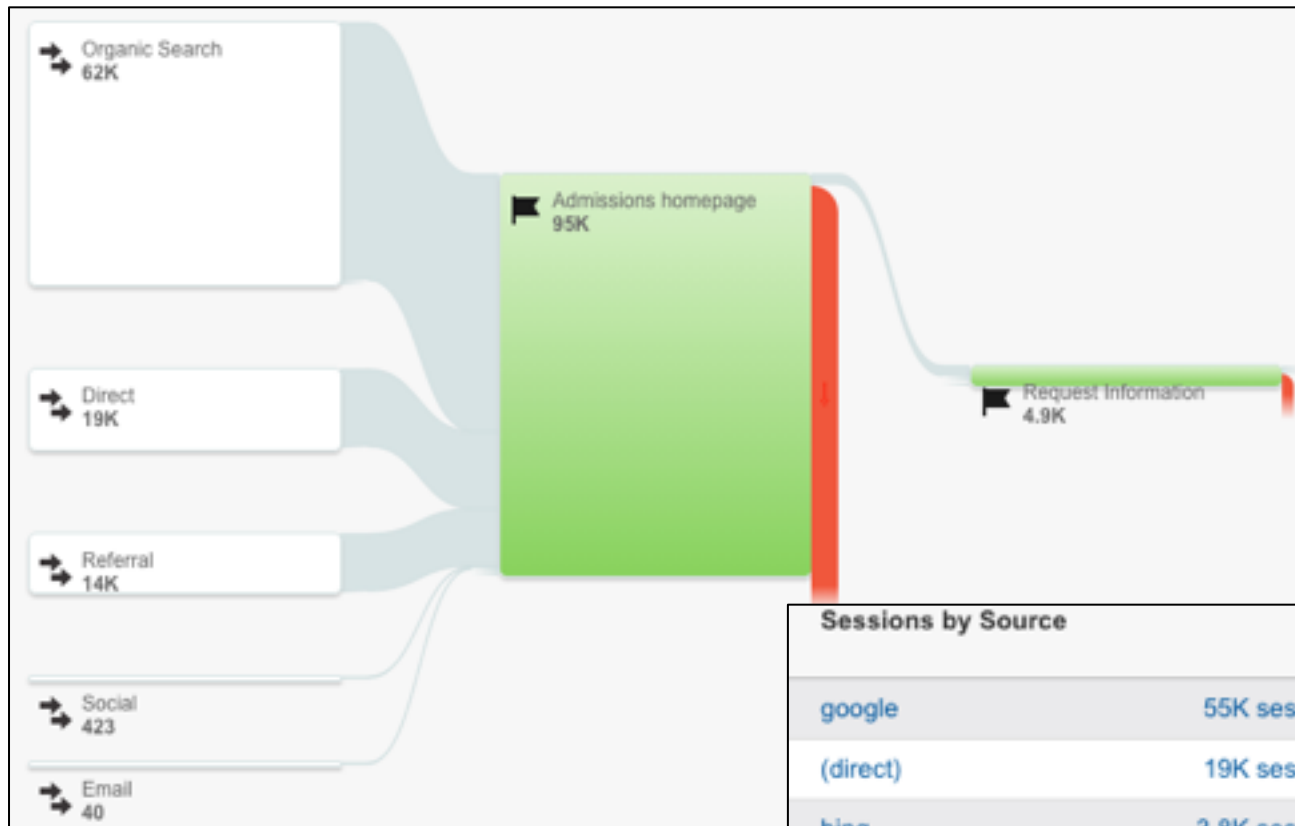 Organic Search
62K
Admissions homepage
95K
Direct
19K
Request Information
4.9K
Referral
14K
Social
423
Email
40
Sessions by Source
google 55K ses
(direct) 19K ses